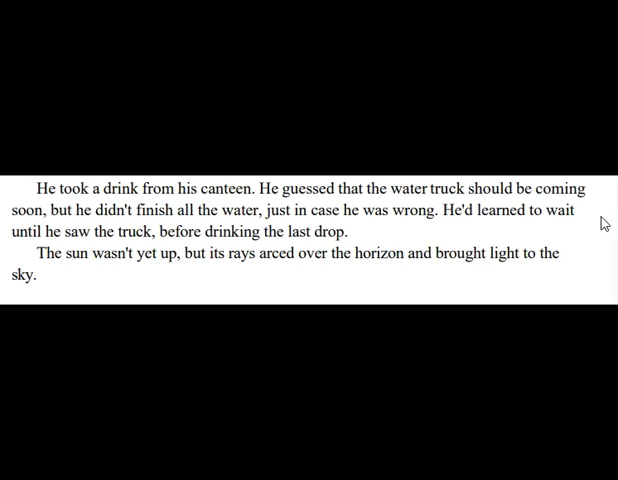 He took a drink from his canteen. He guessed that the water truck should be coming
soon, but he didn't finish all the water, just in case he was wrong. He'd learned to wait
until he saw the truck, before drinking the last drop.
The sun wasn't yet up, but its rays arced over the horizon and brought light to the
sky.